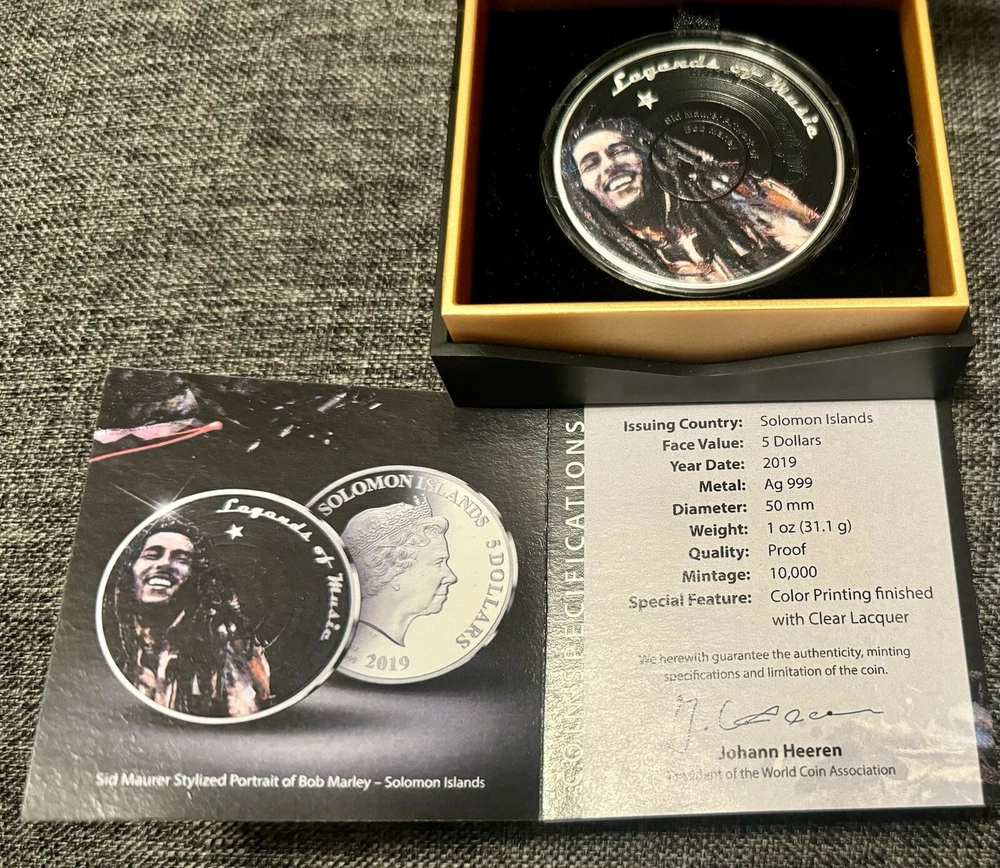 Legends of Music
Sid Maurer
Bob Marley
Legends of Music
SOLOMON ISLANDS 5 DOLLARS
2019
Sid Maurer Stylized Portrait of Bob Marley – Solomon Islands
SPECIFICATIONS
Issuing Country: Solomon Islands
Face Value: 5 Dollars
Year Date: 2019
Metal: Ag 999
Diameter: 50 mm
Weight: 1 oz (31.1 g)
Quality: Proof
Mintage: 10,000
Special Feature: Color Printing finished
with Clear Lacquer
We herewith guarantee the authenticity, minting
specifications and limitation of the coin.
Johann Heeren
President of the World Coin Association